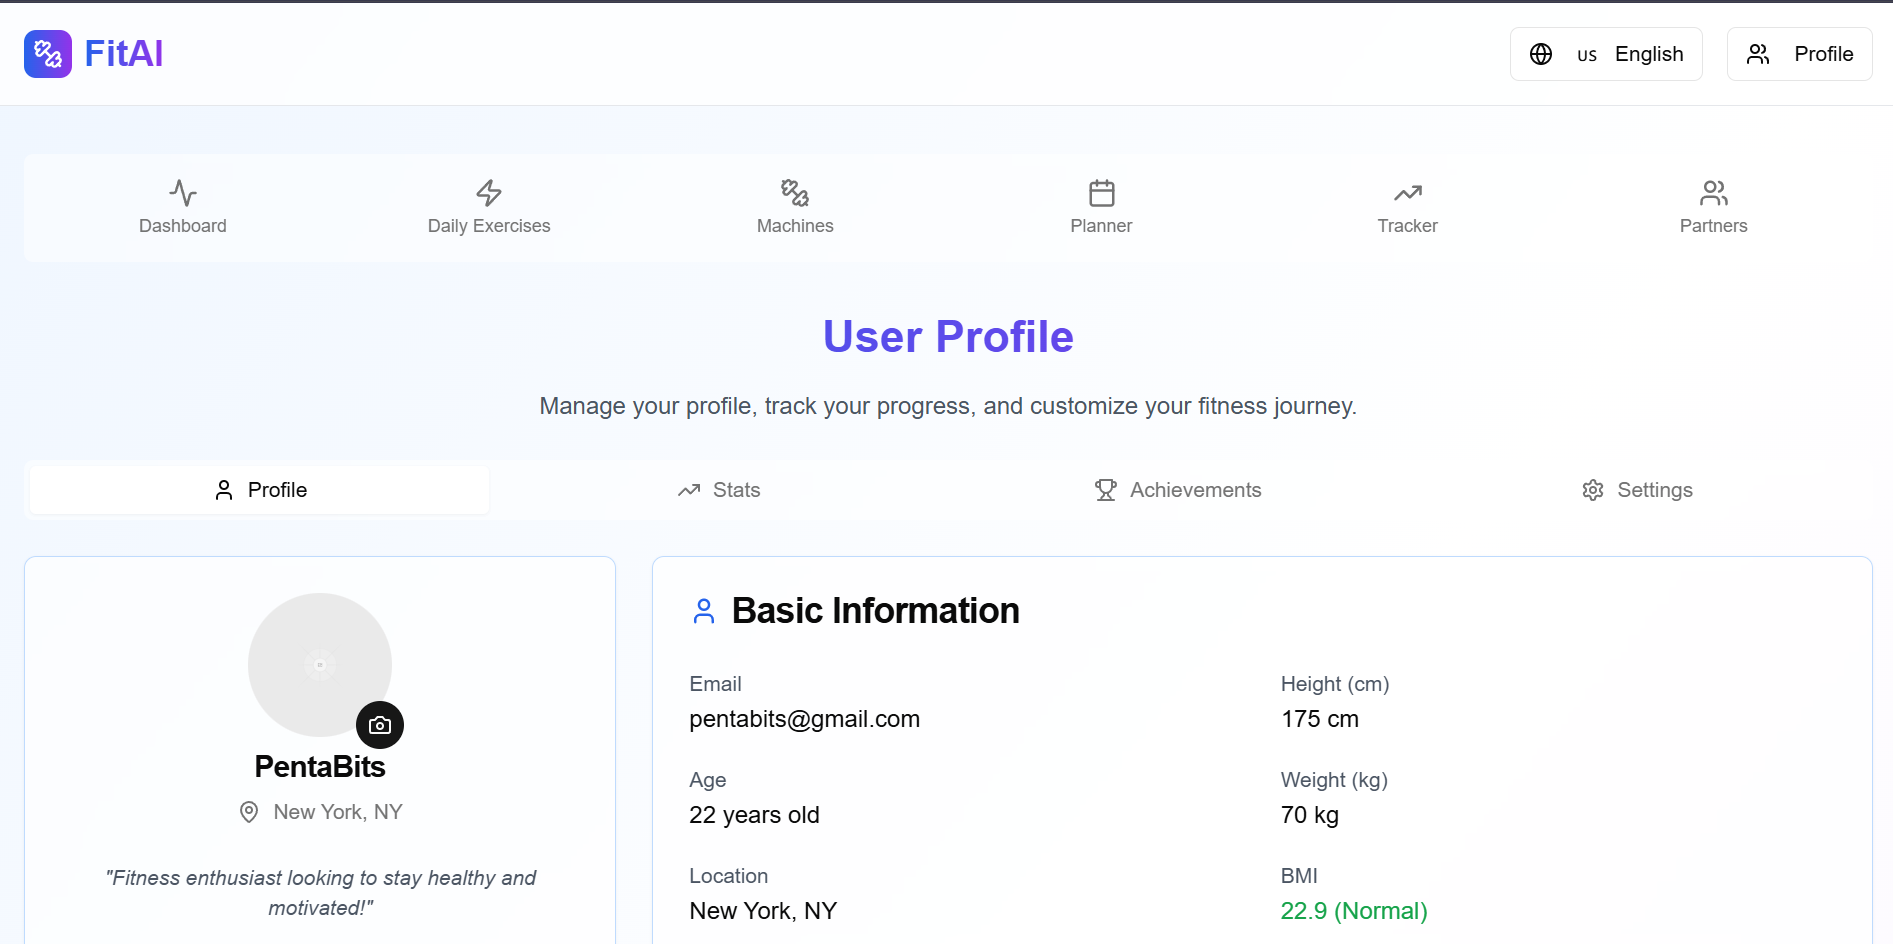 FitAI
us English
Profile
Dashboard
Daily Exercises
Machines
Planner
Tracker
Partners
User Profile
Manage your profile, track your progress, and customize your fitness journey.
Profile
Stats
Achievements
Settings
PentaBits
New York, NY
"Fitness enthusiast looking to stay healthy and
motivated!"
Basic Information
Email
pentabits@gmail.com
Height (cm)
175 cm
Age
22 years old
Weight (kg)
70 kg
Location
New York, NY
BMI
22.9 (Normal)